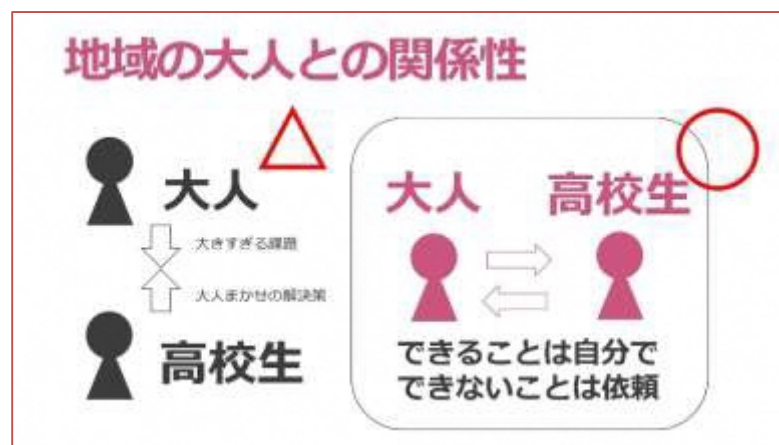 地域の大人との関係性
大人
大きすぎる課題
大人まかせの解決策
高校生
大人
高校生
できることは自分で
できないことは依頼